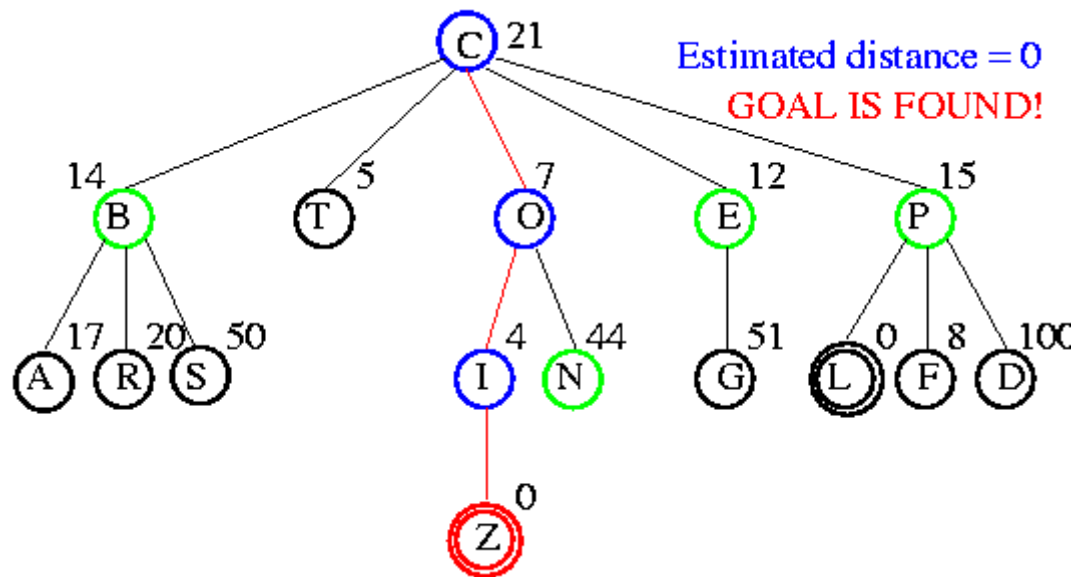 C 21
Estimated distance = 0
GOAL IS FOUND!
14 5 7 12 15
B T O E P
17 20 50 4 44 51 0 8 100
A R S I N G L F D
0
Z